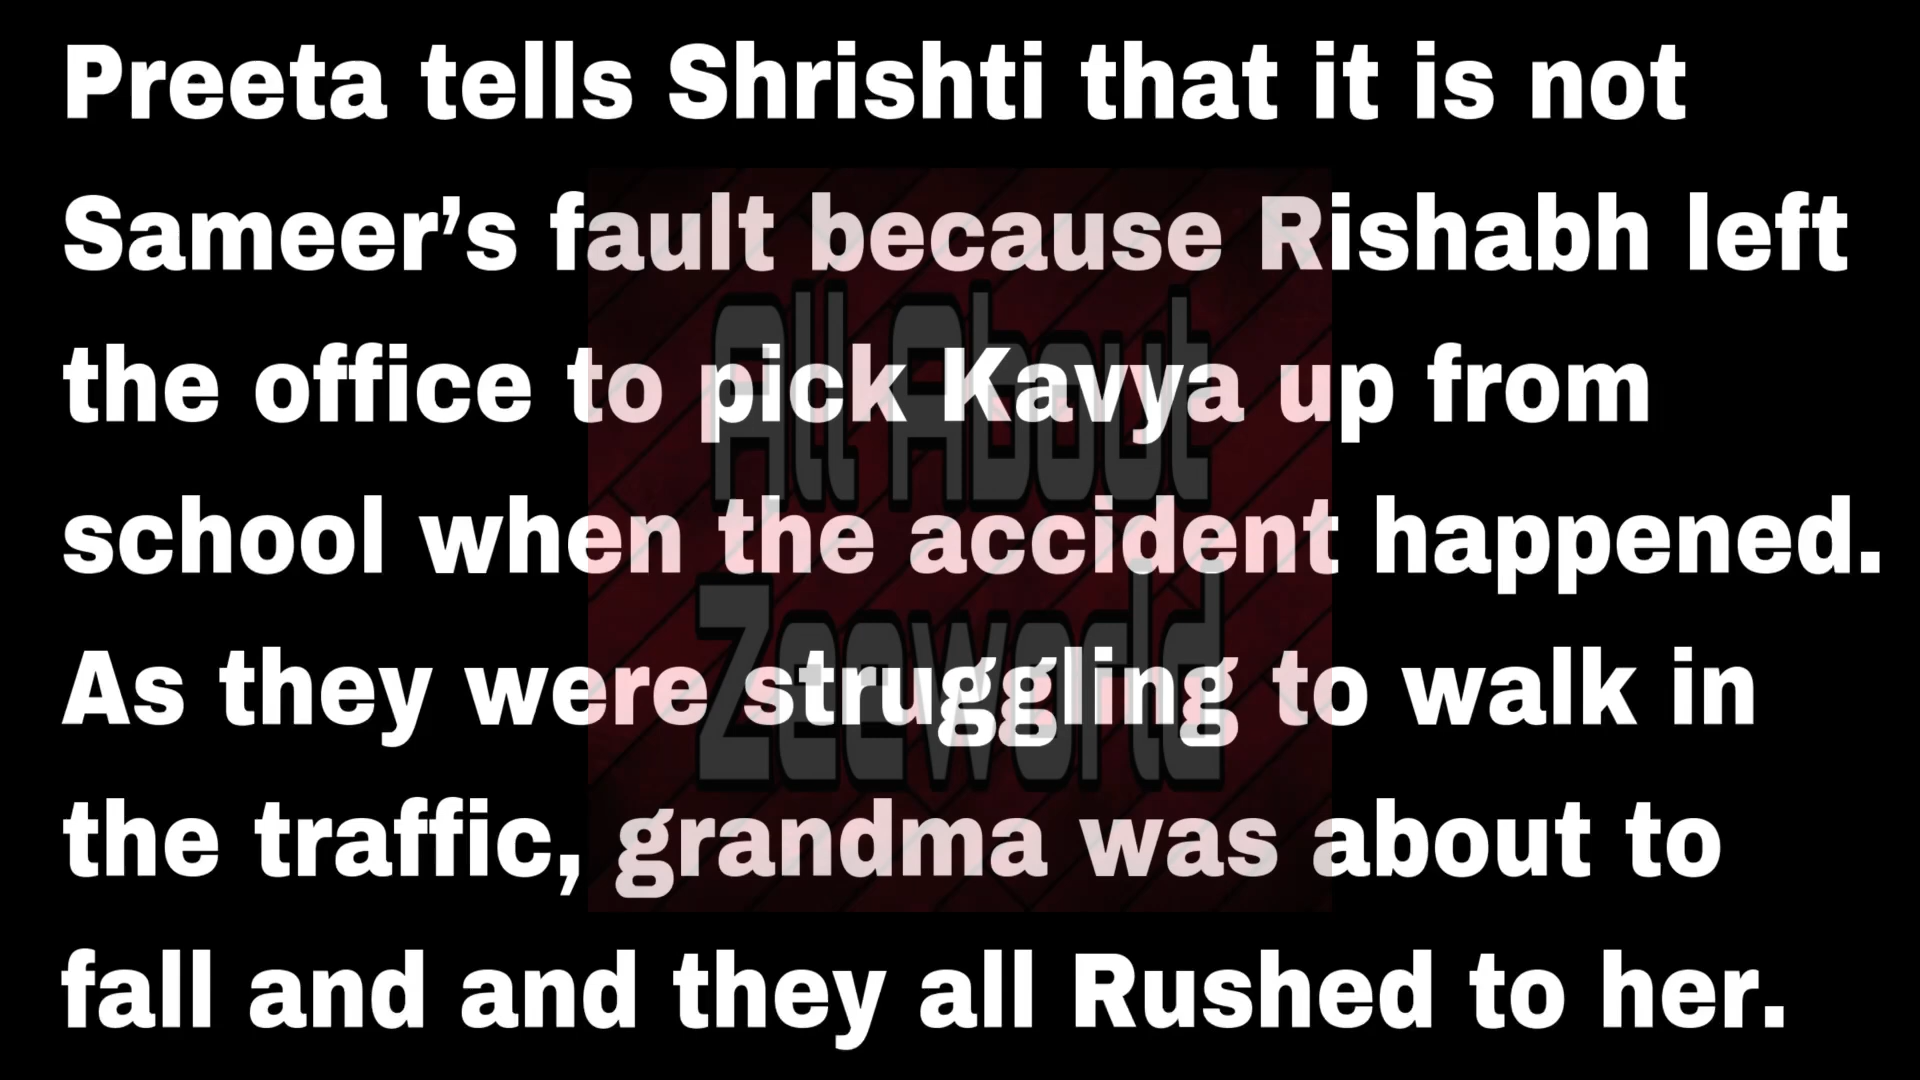 Preeta tells Shrishti that it is not
Sameer’s fault because Rishabh left
the office to pick Kavya up from
school when the accident happened.
As they were struggling to walk in
the traffic, grandma was about to
fall and and they all Rushed to her.
All About
Zeeworld